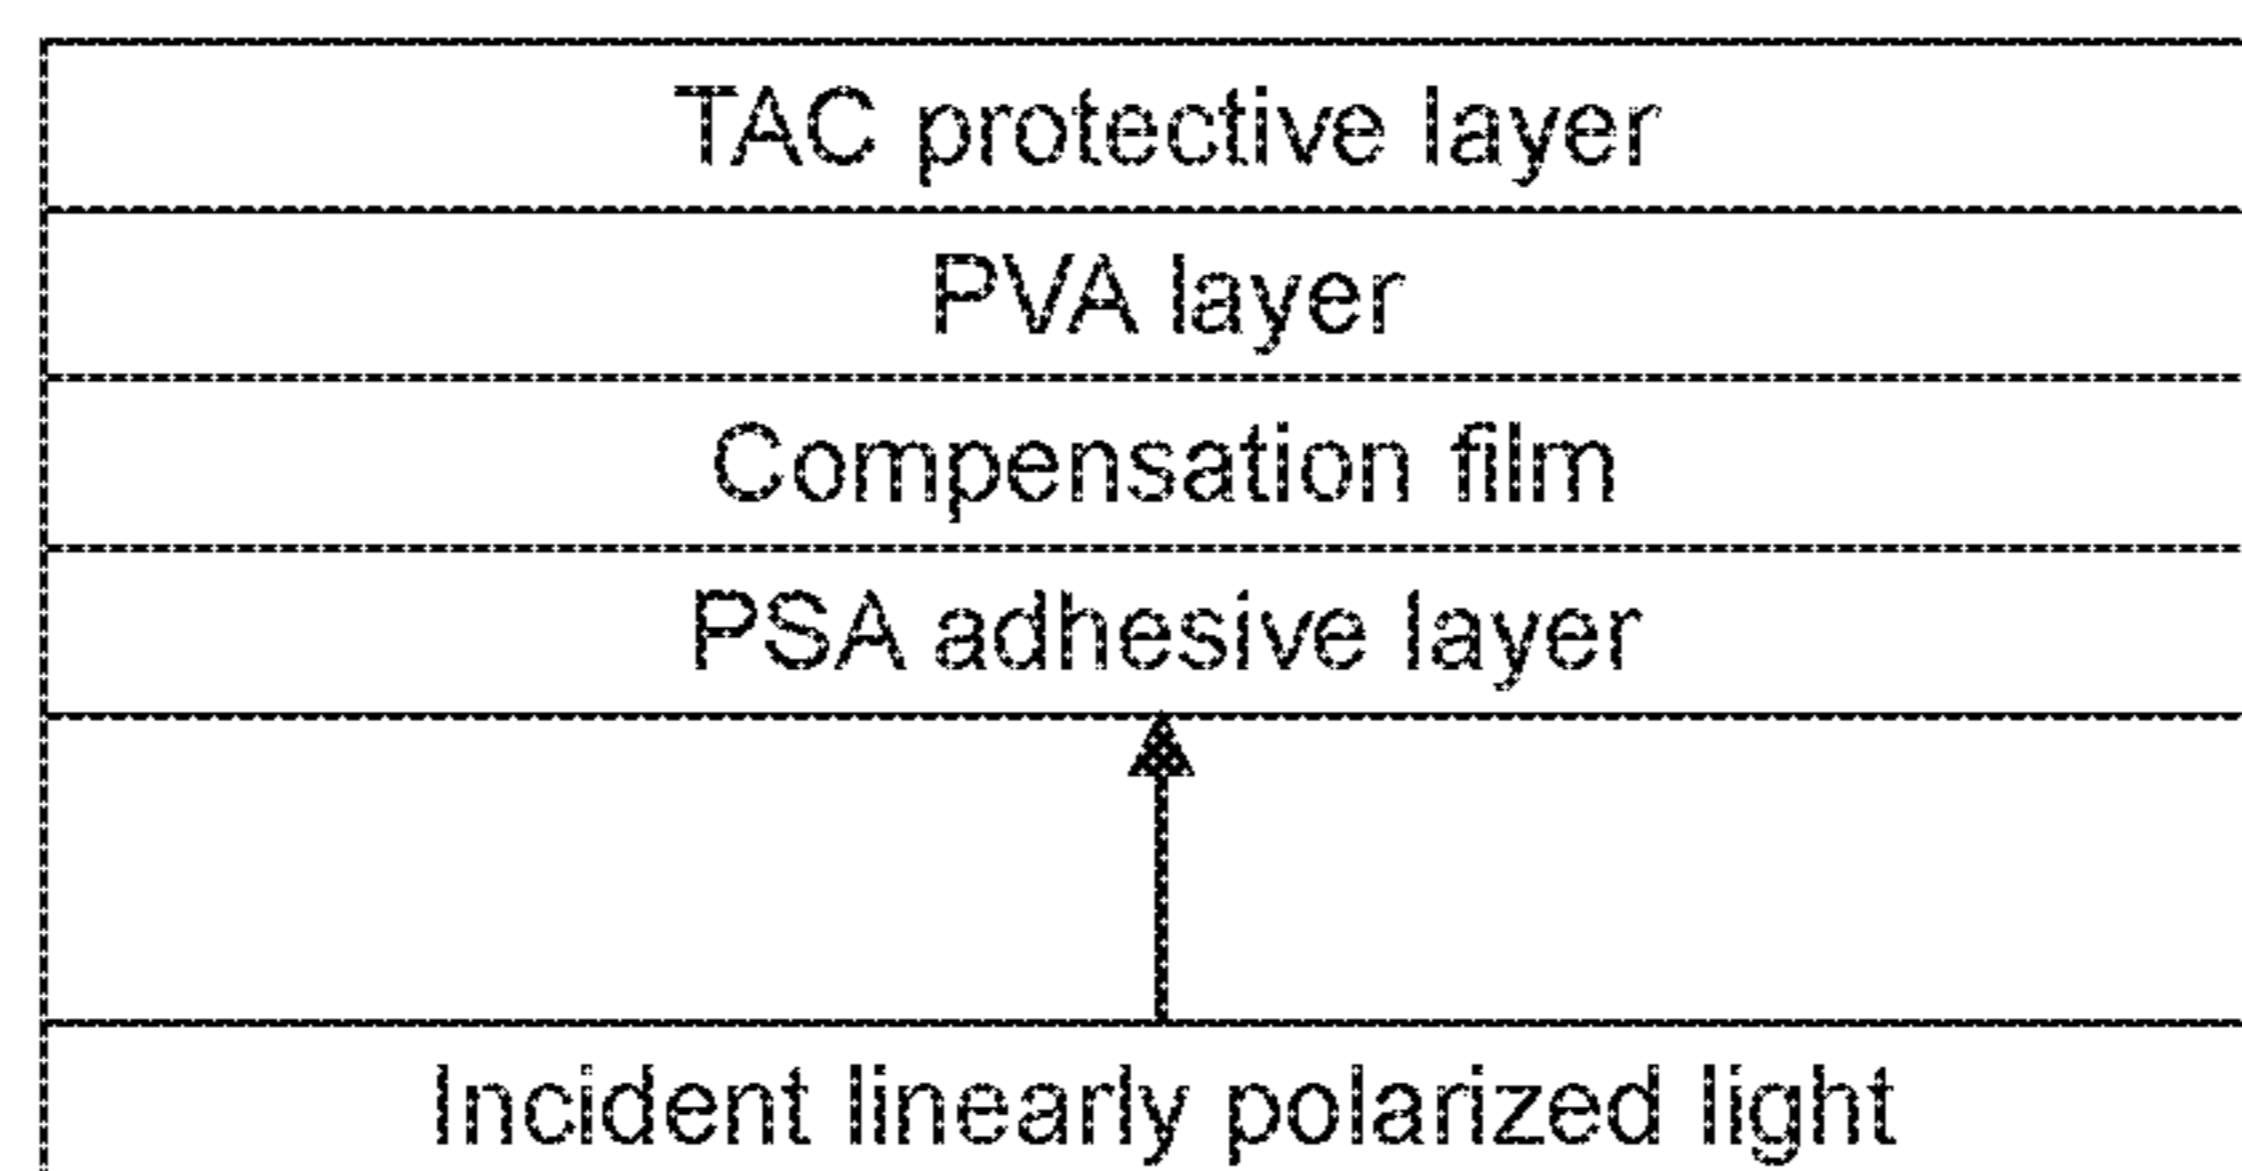 TAC protective layer
PVA layer
Compensation film
PSA adhesive layer
Incident linearly polarized light